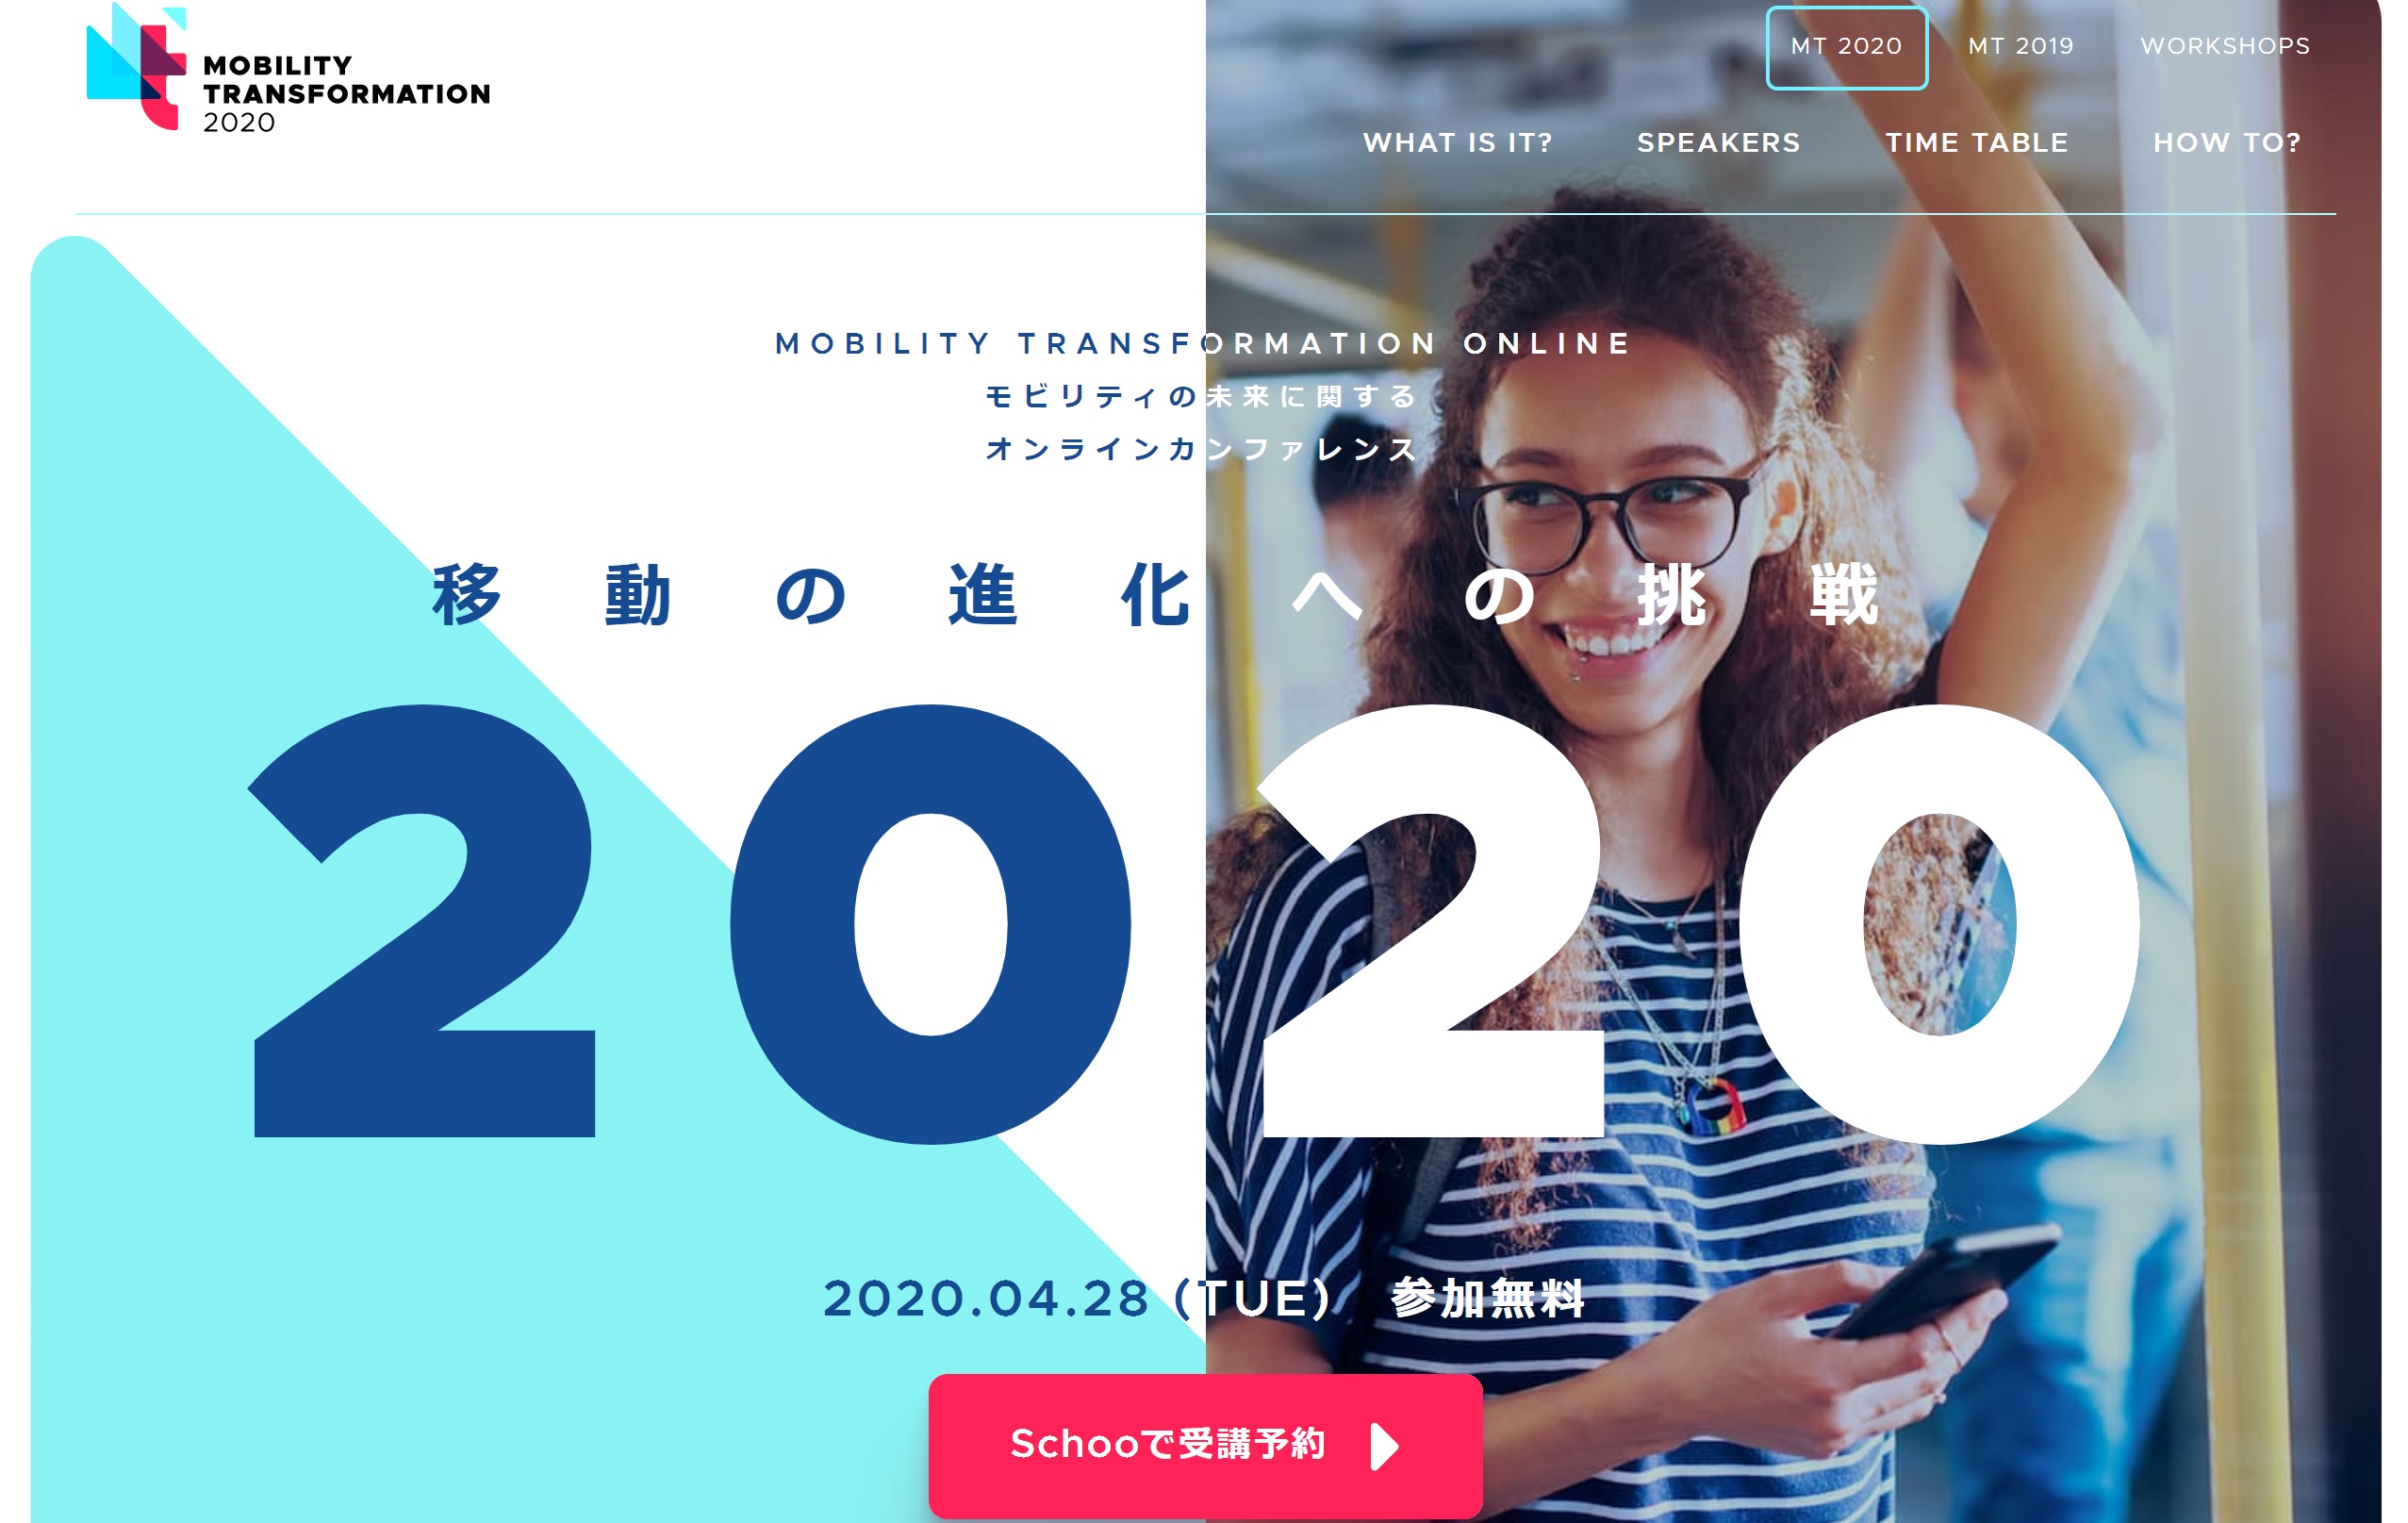 MOBILITY
TRANSFORMATION
2020
MT 2020
MT 2019
WORKSHOPS
WHAT IS IT?
SPEAKERS
TIME TABLE
HOW TO?
MOBILITY TRANSFORMATION ONLINE
モビリティの未来に関する
オンラインカンファレンス
移動の進化への挑戦
2020
2020.04.28 (TUE) 参加無料
Schooで受講予約